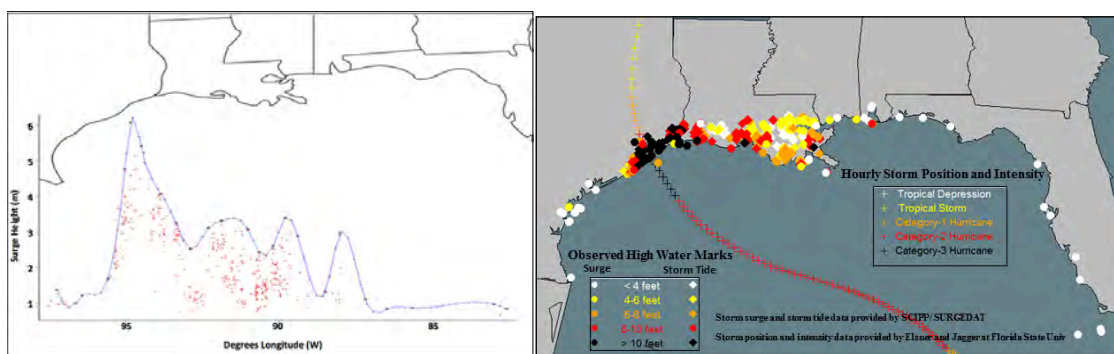 Surge Height (m)
6
5
4
3
2
1
95
90
85
Degrees Longitude (W)
Hourly Storm Position and Intensity
Tropical Depression
Tropical Storm
Category-1 Hurricane
Category-2 Hurricane
Category-3 Hurricane
Observed High Water Marks
Surge Storm Tide
< 4 feet
4-6 feet
6-8 feet
8-10 feet
> 10 feet
Storm surge and storm tide data provided by SCIPP/ SURGEDAT
Storm position and intensity data provided by Elsner and Jagger at Florida State Univ